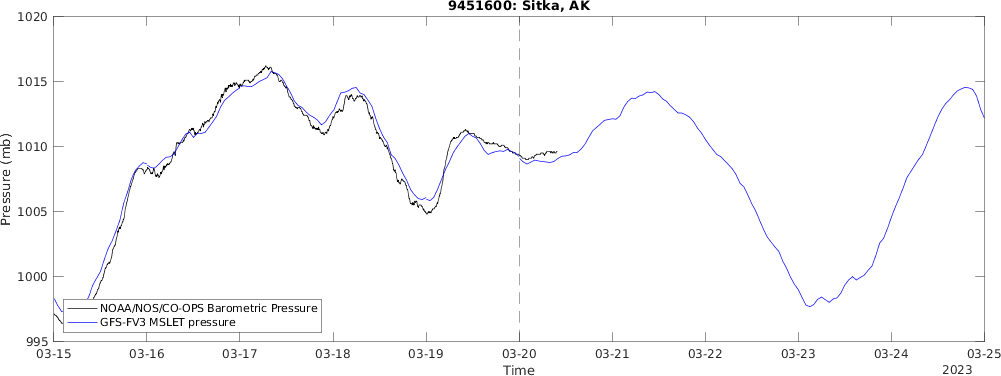 9451600: Sitka, AK
1020
1015
1010
1005
1000
995
Pressure (mb)
NOAA/NOS/CO-OPS Barometric Pressure
GFS-FV3 MSLET pressure
03-15 03-16 03-17 03-18 03-19 03-20 03-21 03-22 03-23 03-24 03-25
Time
2023